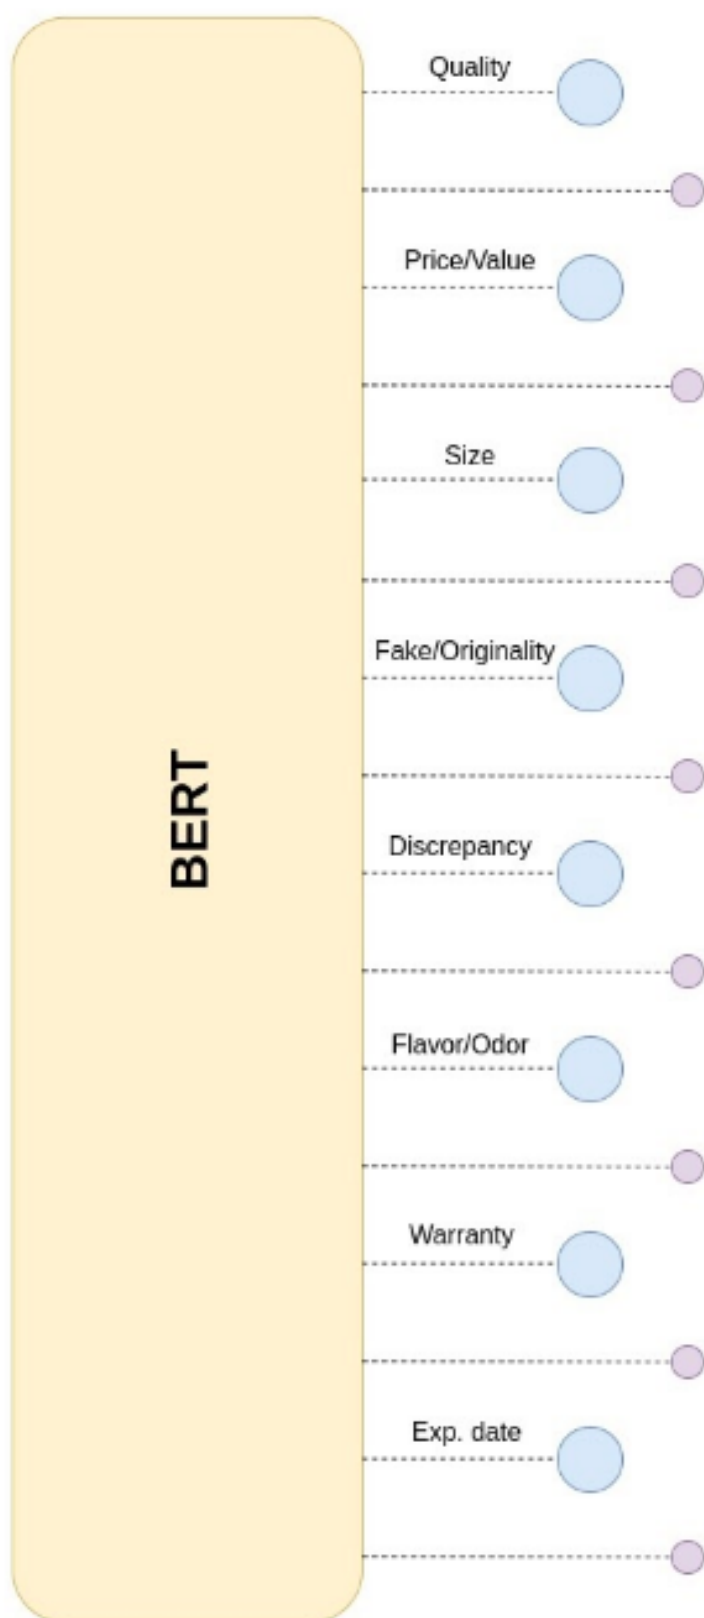 Quality
Price/Value
Size
Fake/Originality
BERT
Discrepancy
Flavor/Odor
Warranty
Exp. date